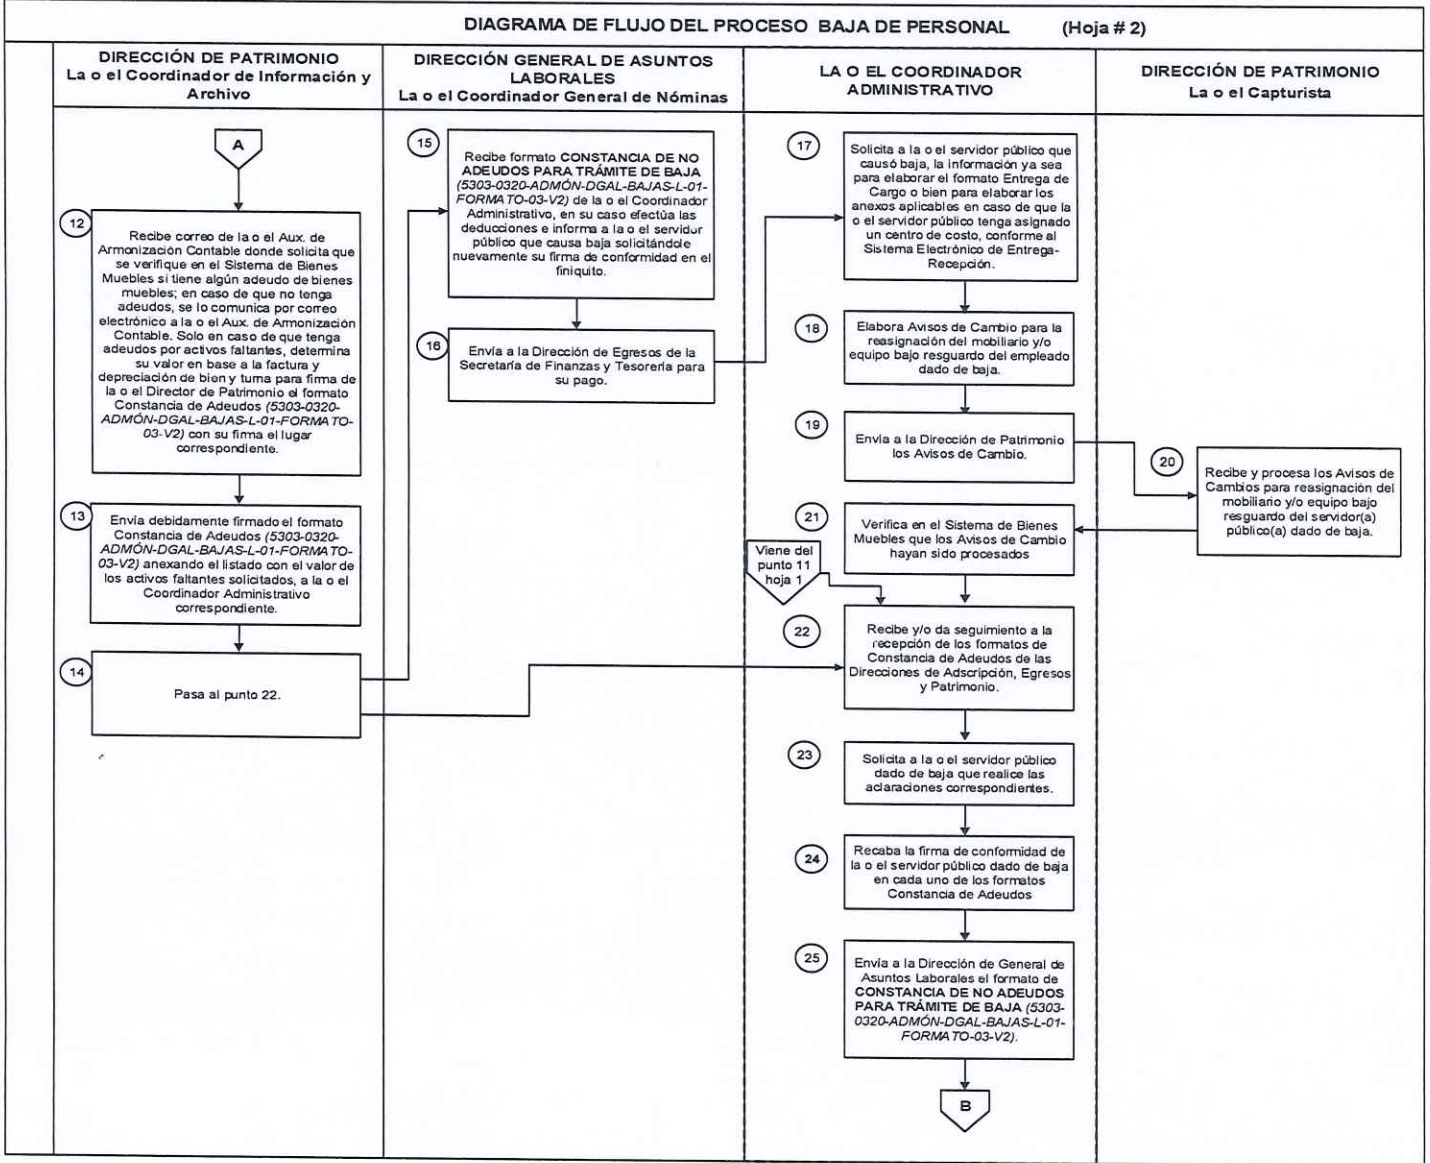 DIAGRAMA DE FLUJO DEL PROCESO BAJA DE PERSONAL (Hoja # 2)
DIRECCIÓN DE PATRIMONIO
La o el Coordinador de Información y
Archivo
DIRECCIÓN GENERAL DE ASUNTOS
LABORALES
La o el Coordinador General de Nóminas
LA O EL COORDINADOR
ADMINISTRATIVO
DIRECCIÓN DE PATRIMONIO
La o el Capturista
A
12
Recibe correo de la o el Aux. de
Armonización Contable donde solicita que
se verifique en el Sistema de Bienes
Muebles si tiene algún adeudo de bienes
muebles; en caso de que no tenga
adeudos, se lo comunica por correo
electrónico a la o el Aux. de Armonización
Contable. Solo en caso de que tenga
adeudos por activos faltantes, determina
su valor en base a la factura y
depreciación de bien y turna para firma de
la o el Director de Patrimonio el formato
Constancia de Adeudos (5303-0320-
ADMÓN-DGAL-BAJAS-L-01-FORMATO-
03-V2) con su firma el lugar
correspondiente.
13
Envía debidamente firmado el formato
Constancia de Adeudos (5303-0320-
ADMÓN-DGAL-BAJAS-L-01-FORMATO-
03-V2) anexando el listado con el valor de
los activos faltantes solicitados, a la o el
Coordinador Administrativo
correspondiente.
14
Pasa al punto 22.
15
Recibe formato CONSTANCIA DE NO
ADEUDOS PARA TRÁMITE DE BAJA
(5303-0320-ADMÓN-DGAL-BAJAS-L-01-
FORMATO-03-V2) de la o el Coordinador
Administrativo, en su caso efectúa las
deducciones e informa a la o el servidor
público que causa baja solicitándole
nuevamente su firma de conformidad en el
finiquito.
16
Envía a la Dirección de Egresos de la
Secretaría de Finanzas y Tesorería para
su pago.
17
Solicita a la o el servidor público que
causó baja, la información ya sea
para elaborar el formato Entrega de
Cargo o bien para elaborar los
anexos aplicables en caso de que la
o el servidor público tenga asignado
un centro de costo, conforme al
Sistema Electrónico de Entrega-
Recepción.
18
Elabora Avisos de Cambio para la
reasignación del mobiliario y/o
equipo bajo resguardo del empleado
dado de baja.
19
Envía a la Dirección de Patrimonio
los Avisos de Cambio.
20
Recibe y procesa los Avisos de
Cambios para reasignación del
mobiliario y/o equipo bajo
resguardo del servidor(a)
público(a) dado de baja.
21
Verifica en el Sistema de Bienes
Muebles que los Avisos de Cambio
hayan sido procesados
Viene del
punto 11
hoja 1
22
Recibe y/o da seguimiento a la
recepción de los formatos de
Constancia de Adeudos de las
Direcciones de Adscripción, Egresos
y Patrimonio.
23
Solicita a la o el servidor público
dado de baja que realice las
aclaraciones correspondientes.
24
Recaba la firma de conformidad de
la o el servidor público dado de baja
en cada uno de los formatos
Constancia de Adeudos
25
Envía a la Dirección de General de
Asuntos Laborales el formato de
CONSTANCIA DE NO ADEUDOS
PARA TRÁMITE DE BAJA (5303-
0320-ADMÓN-DGAL-BAJAS-L-01-
FORMATO-03-V2).
B